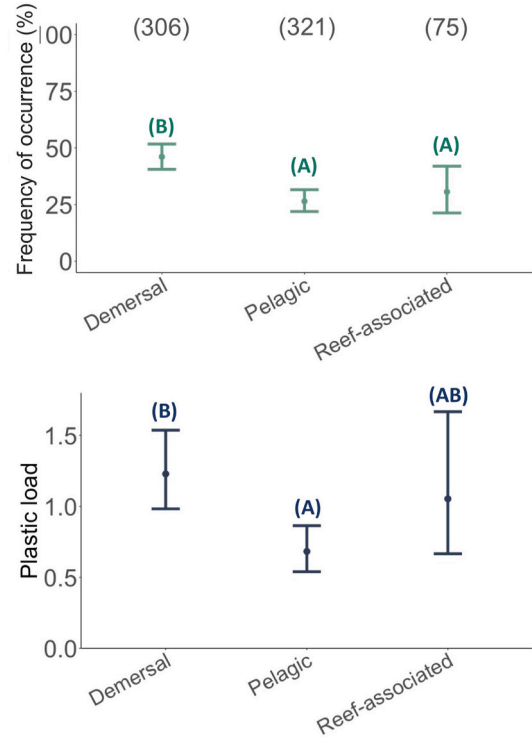 Frequency of occurrence (%)
(306) (321) (75)
|00
75
50
25
0
(B)
(A)
(A)
Demersal
Pelagic
Reef-associated
Plastic load
1.5
1.0
0.5
0.0
(B)
(A)
(AB)
Demersal
Pelagic
Reef-associated